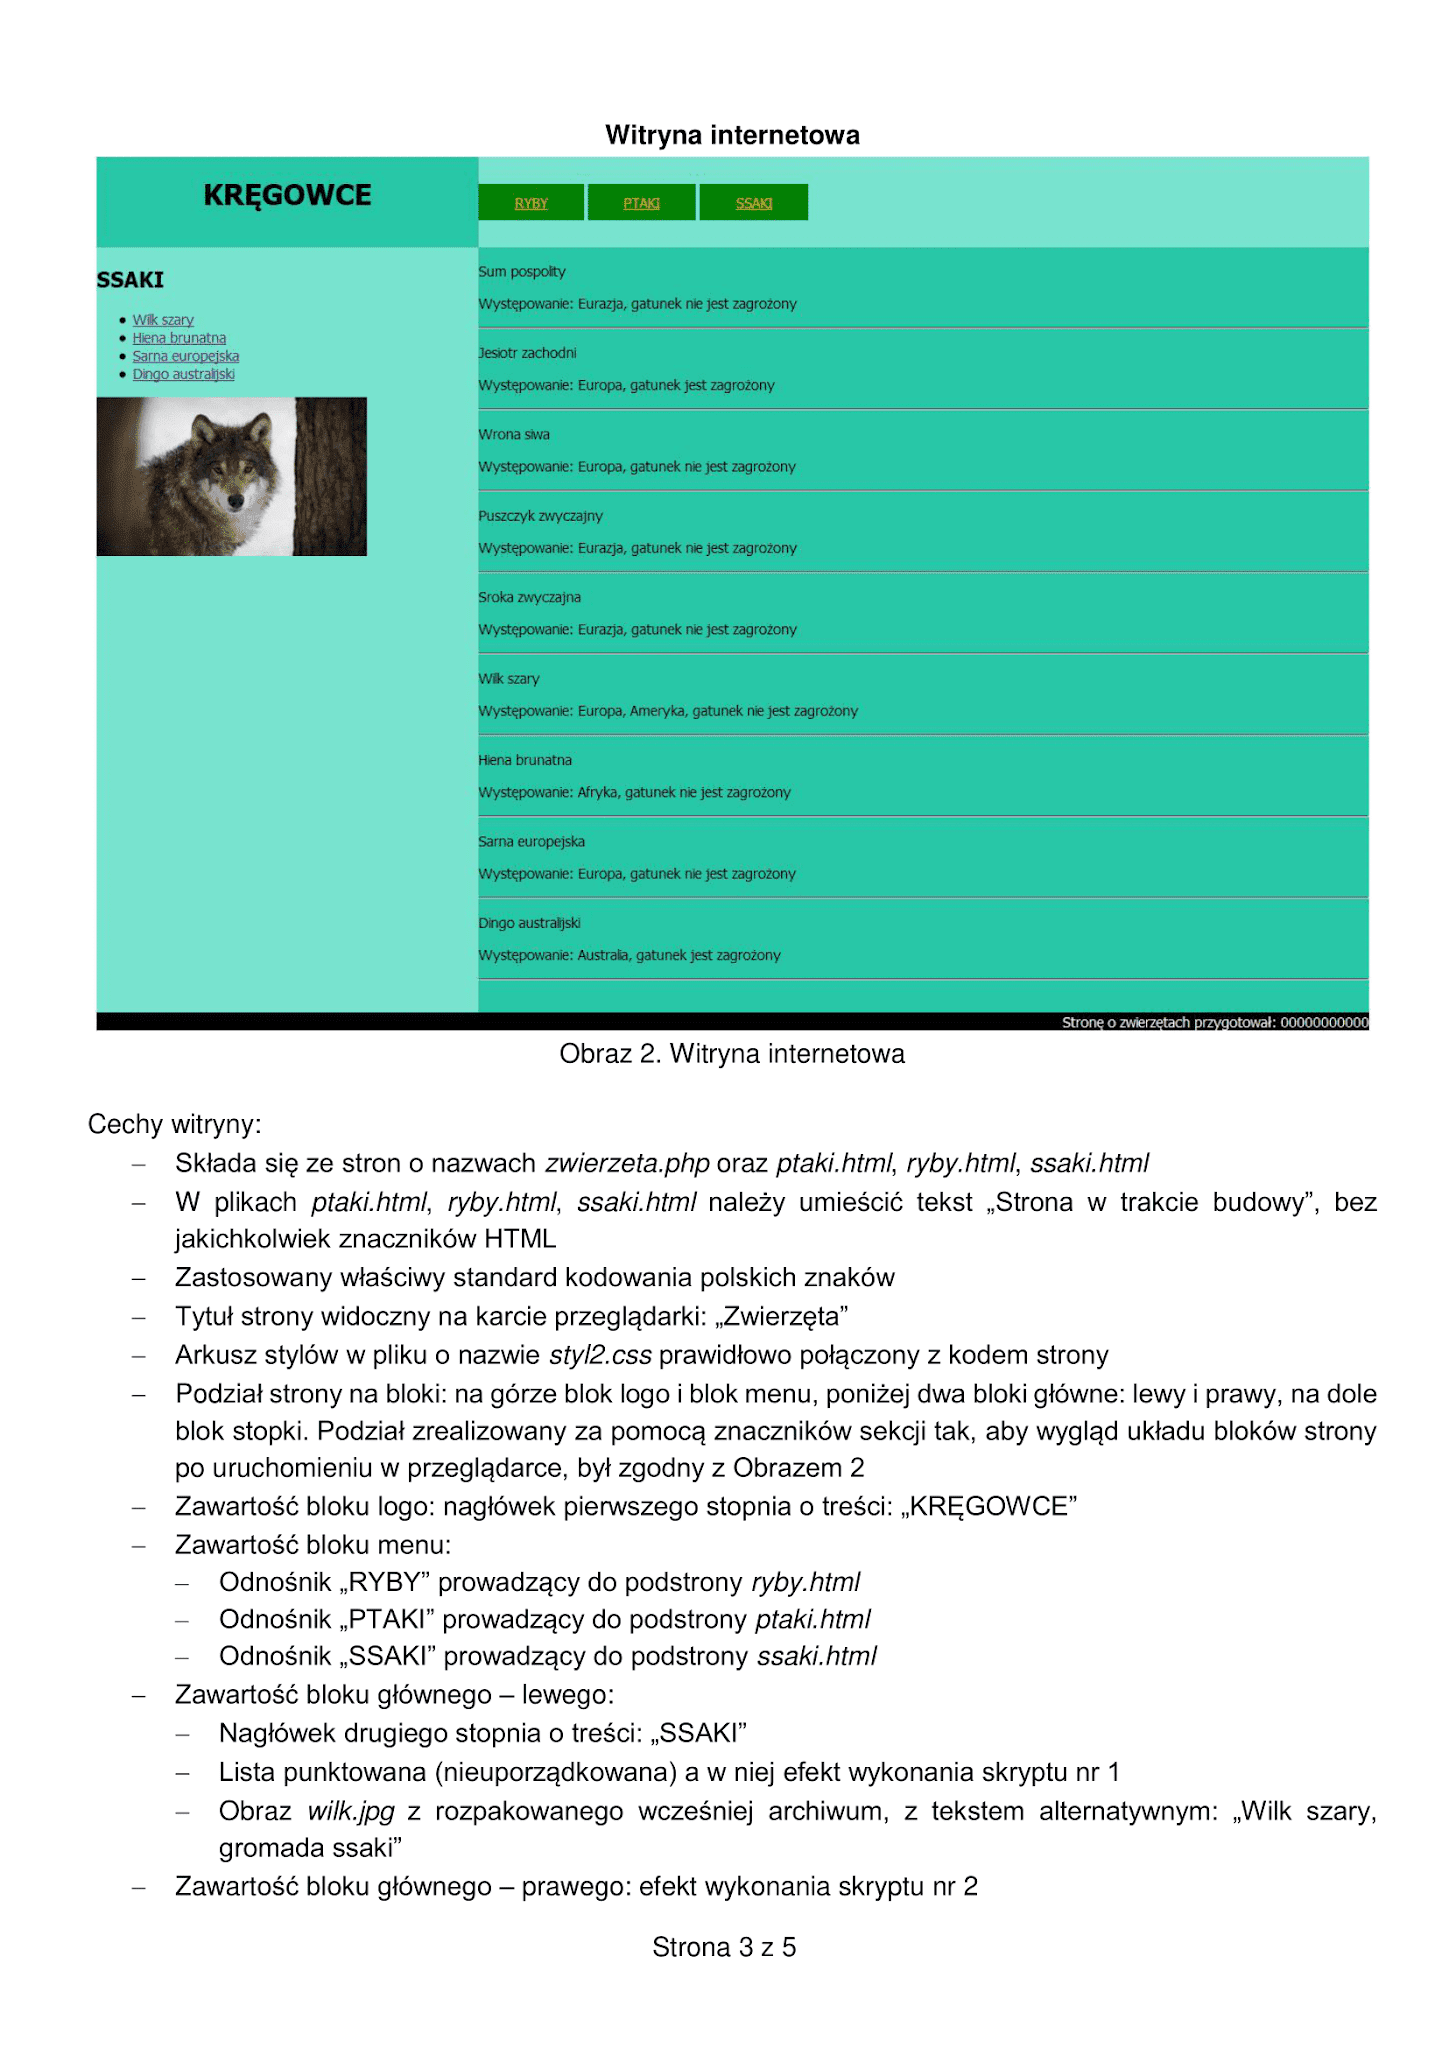 Witryna internetowa
KRĘGOWCE
RYBY PTAKI SSAKI
SSAKI
Wilk szary
Hiena brunatna
Sarna europejska
Dingo australijski
Sum pospolity
Występowanie: Eurazja, gatunek nie jest zagrożony
Jesiotr zachodni
Występowanie: Europa, gatunek jest zagrożony
Wrona siwa
Występowanie: Europa, gatunek nie jest zagrożony
Puszczyk zwyczajny
Występowanie: Eurazja, gatunek nie jest zagrożony
Sroka zwyczajna
Występowanie: Eurazja, gatunek nie jest zagrożony
Wilk szary
Występowanie: Europa, Ameryka, gatunek nie jest zagrożony
Hiena brunatna
Występowanie: Afryka, gatunek nie jest zagrożony
Sarna europejska
Występowanie: Europa, gatunek nie jest zagrożony
Dingo australijski
Występowanie: Australia, gatunek jest zagrożony
Stronę o zwierzętach przygotował: 00000000000
Obraz 2. Witryna internetowa
Cechy witryny:
– Składa się ze stron o nazwach zwierzeta.php oraz ptaki.html, ryby.html, ssaki.html
– W plikach ptaki.html, ryby.html, ssaki.html należy umieścić tekst „Strona w trakcie budowy”, bez
jakichkolwiek znaczników HTML
– Zastosowany właściwy standard kodowania polskich znaków
– Tytuł strony widoczny na karcie przeglądarki: „Zwierzęta”
– Arkusz stylów w pliku o nazwie styl2.css prawidłowo połączony z kodem strony
– Podział strony na bloki: na górze blok logo i blok menu, poniżej dwa bloki główne: lewy i prawy, na dole
blok stopki. Podział zrealizowany za pomocą znaczników sekcji tak, aby wygląd układu bloków strony
po uruchomieniu w przeglądarce, był zgodny z Obrazem 2
– Zawartość bloku logo: nagłówek pierwszego stopnia o treści: „KRĘGOWCE”
– Zawartość bloku menu:
– Odnośnik „RYBY” prowadzący do podstrony ryby.html
– Odnośnik „PTAKI” prowadzący do podstrony ptaki.html
– Odnośnik „SSAKI” prowadzący do podstrony ssaki.html
– Zawartość bloku głównego – lewego:
– Nagłówek drugiego stopnia o treści: „SSAKI”
– Lista punktowana (nieuporządkowana) a w niej efekt wykonania skryptu nr 1
– Obraz wilk.jpg z rozpakowanego wcześniej archiwum, z tekstem alternatywnym: „Wilk szary,
gromada ssaki”
– Zawartość bloku głównego – prawego: efekt wykonania skryptu nr 2
Strona 3 z 5